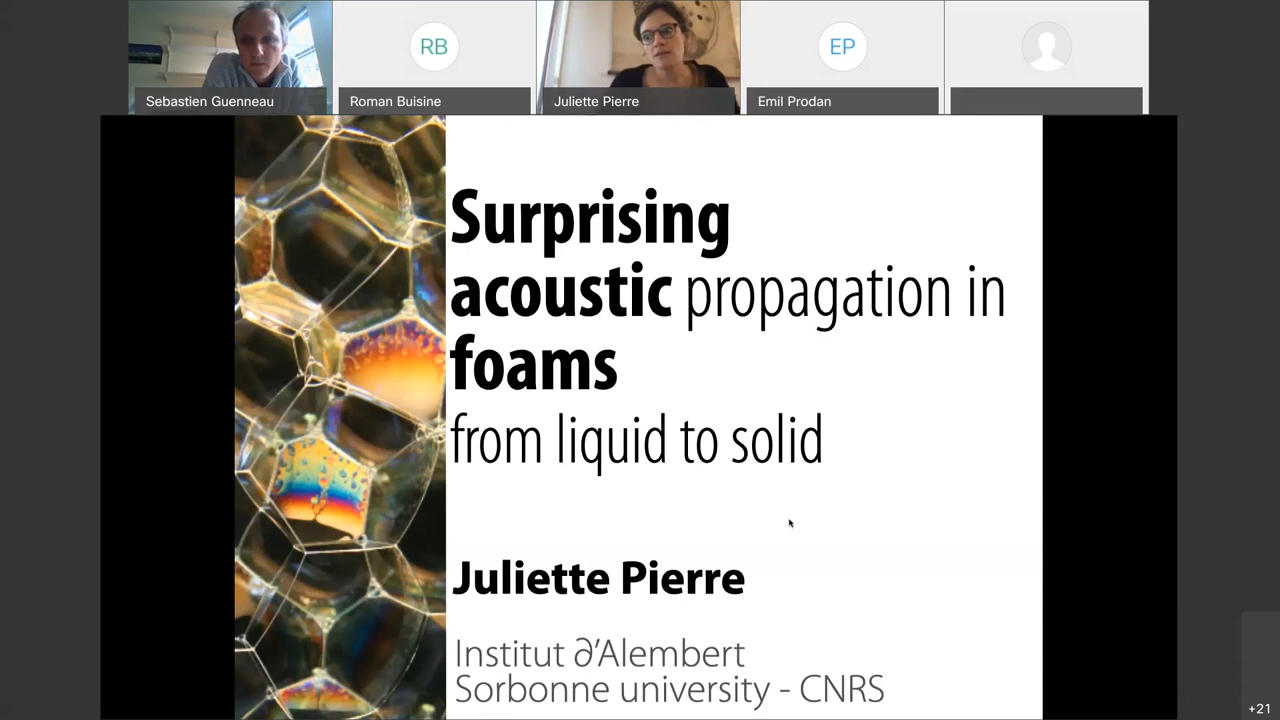 RB
EP
Sebastien Guenneau
Roman Buisine
Juliette Pierre
Emil Prodan
Surprising
acoustic propagation in
foams
from liquid to solid
Juliette Pierre
Institut ∂'Alembert
Sorbonne university - CNRS
+21